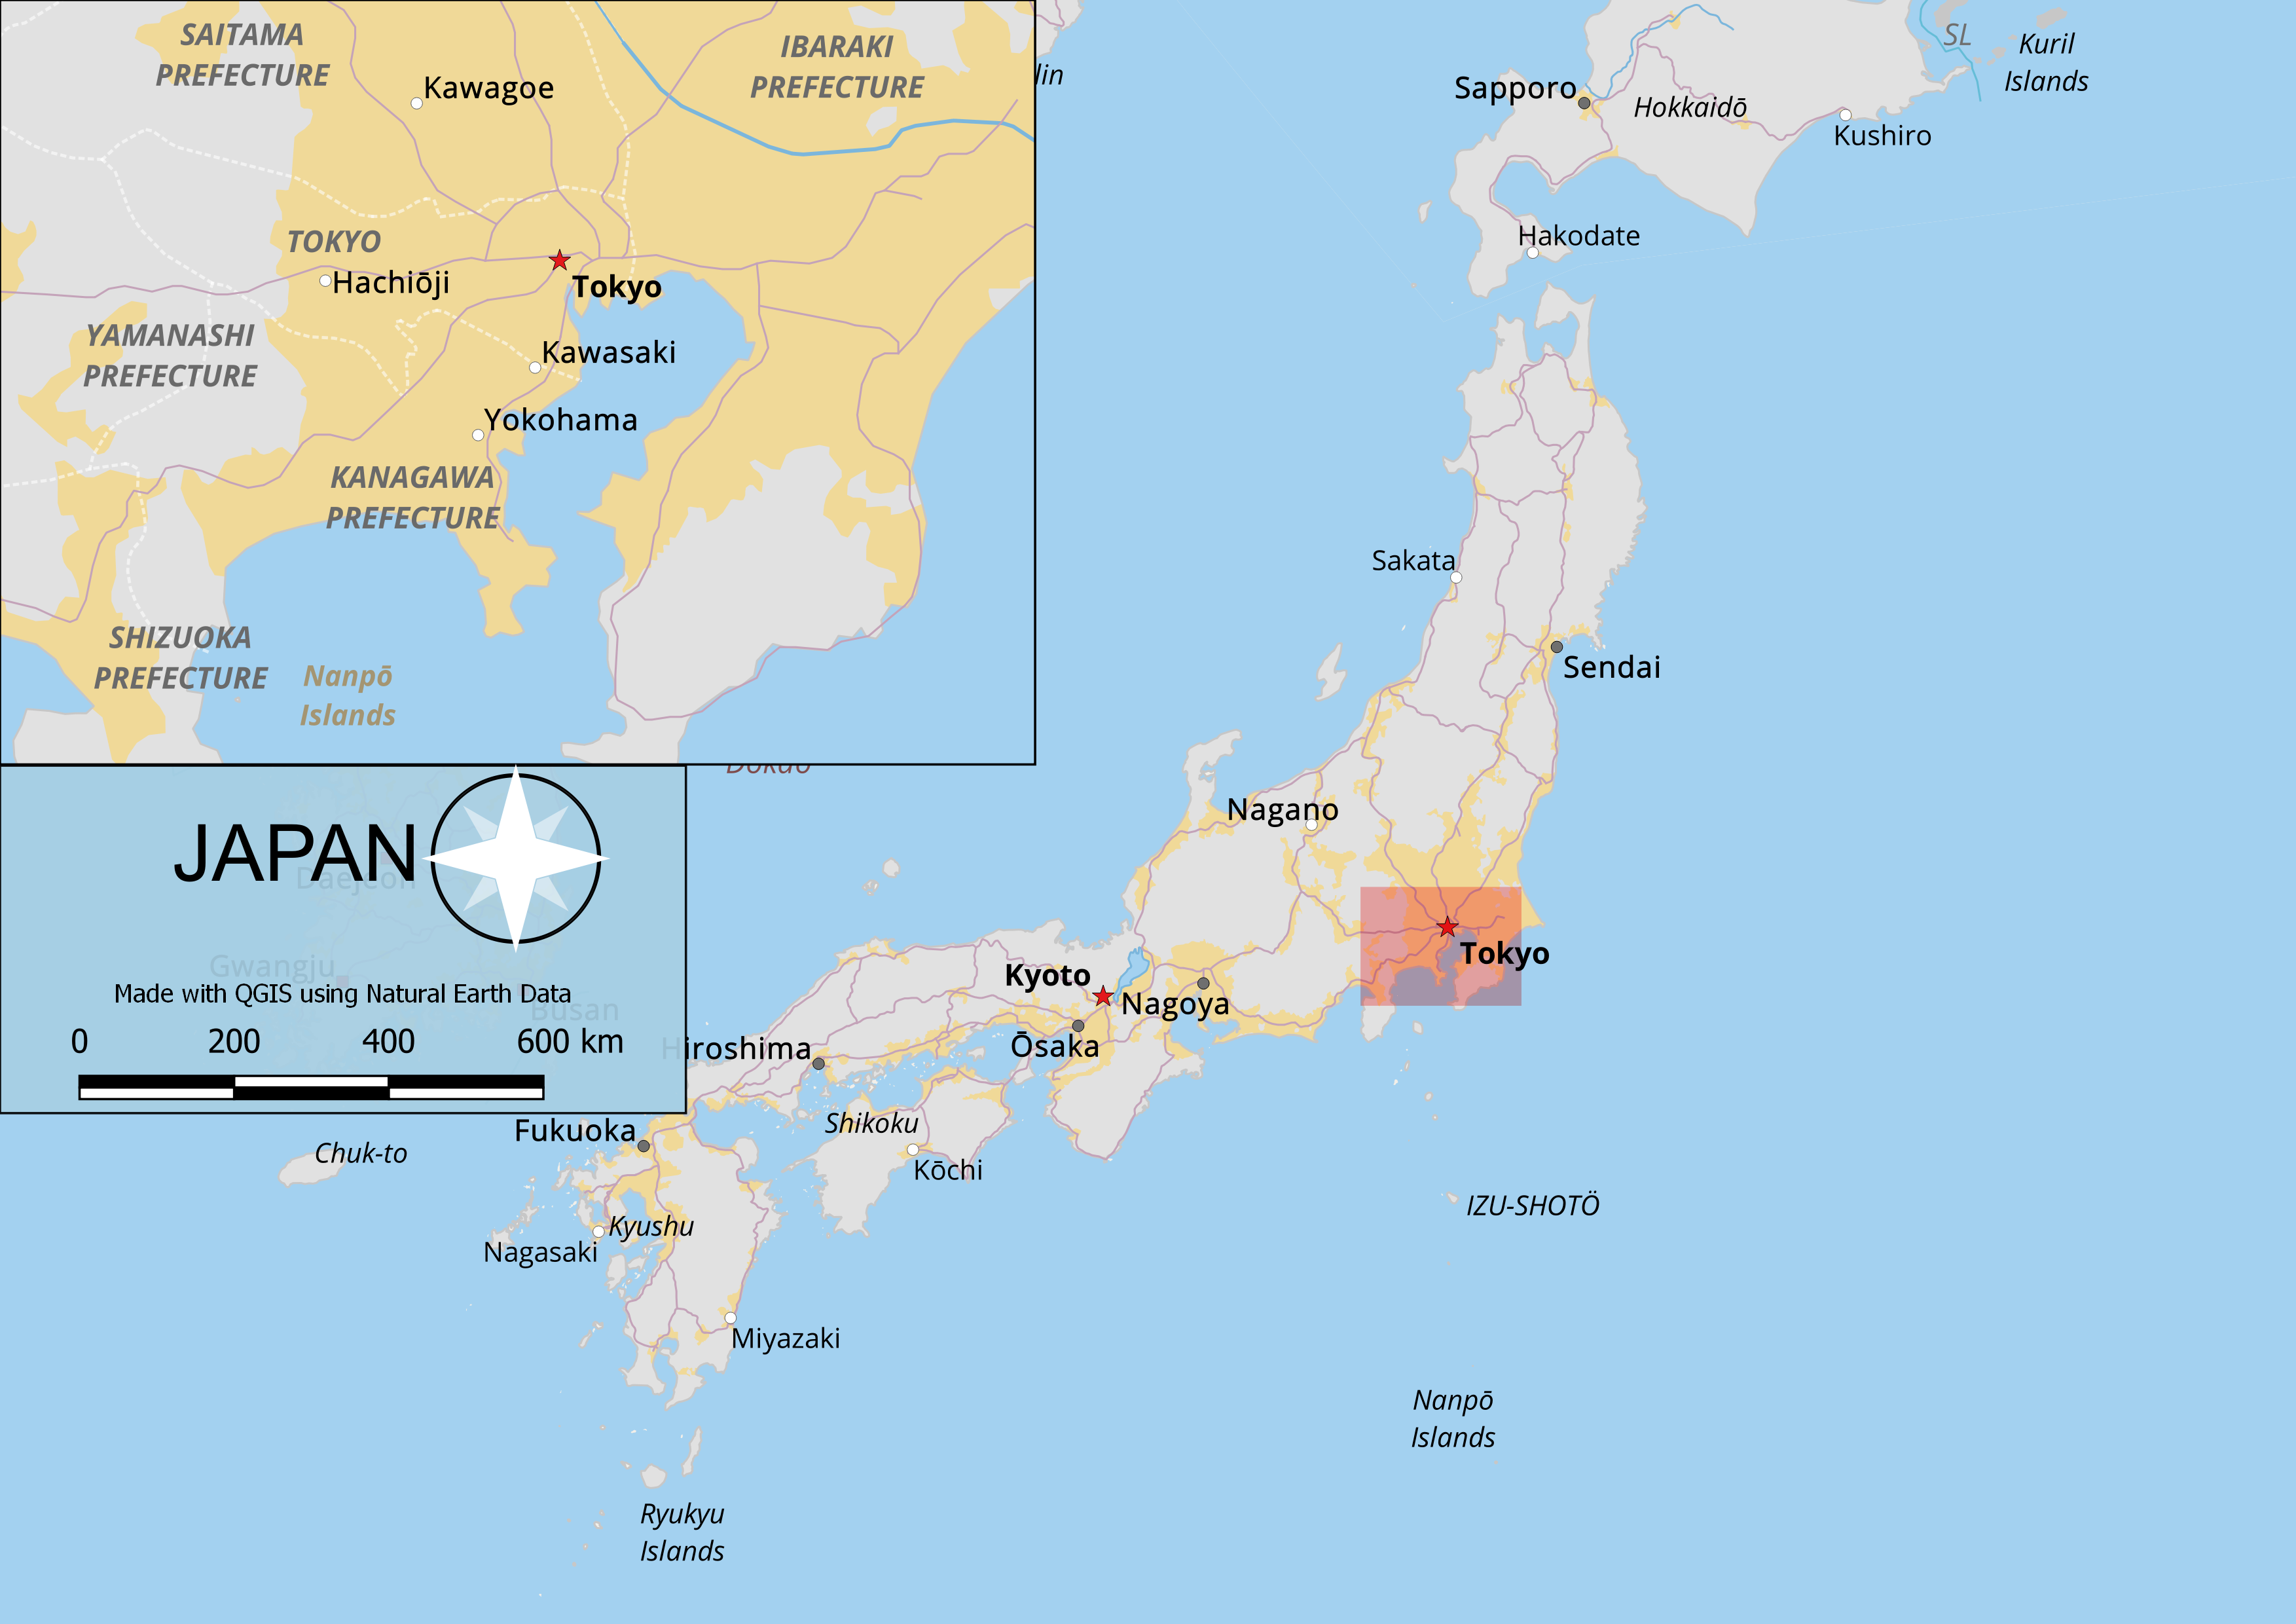 SAITAMA
PREFECTURE
IBARAKI
PREFECTURE
Kawagoe
TOKYO
Hachiōji
Tokyo
YAMANASHI
PREFECTURE
Kawasaki
Yokohama
KANAGAWA
PREFECTURE
SHIZUOKA
PREFECTURE
Nanpō
Islands
lin
SL
Kuril
Islands
Sapporo
Hokkaidō
Kushiro
Hakodate
Sakata
Sendai
Dokdo
JAPAN
Daejeon
Gwangju
Made with QGIS using Natural Earth Data
Busan
0 200 400 600 km
Nagano
Tokyo
Kyoto
Nagoya
Ōsaka
Hiroshima
Fukuoka
Shikoku
Kōchi
Chuk-to
Kyushu
Nagasaki
IZU-SHOTÖ
Miyazaki
Nanpō
Islands
Ryukyu
Islands